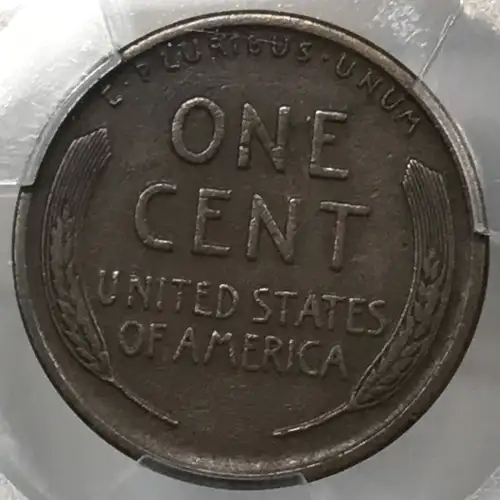 E·PLURIBUS·UNUM
ONE
CENT
UNITED STATES
OF AMERICA